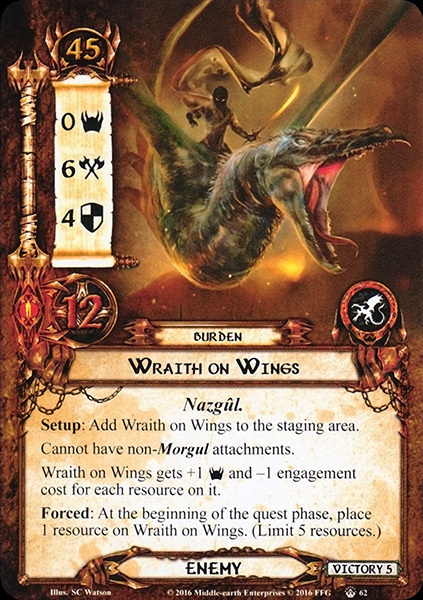 45
0
6
4
12
BURDEN
WRAITH ON WINGS
Nazgûl.
Setup: Add Wraith on Wings to the staging area.
Cannot have non-Morgul attachments.
Wraith on Wings gets +1 and –1 engagement
cost for each resource on it.
Forced: At the beginning of the quest phase, place
1 resource on Wraith on Wings. (Limit 5 resources.)
ENEMY
VICTORY 5
Illus. SC Watson
© 2016 Middle-earth Enterprises © 2016 FFG
62